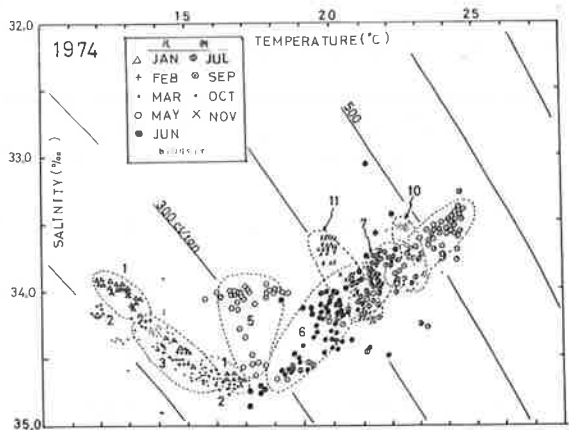 15 20 25
32.0
1974
TEMPERATURE(°C)
JAN JUL
FEB SEP
MAR OCT
MAY NOV
JUN
500
33.0
SALINITY(‰)
11
10
7
300 cl/ton
1
9
8
34.0
2
5
6
3
1
2
35.0